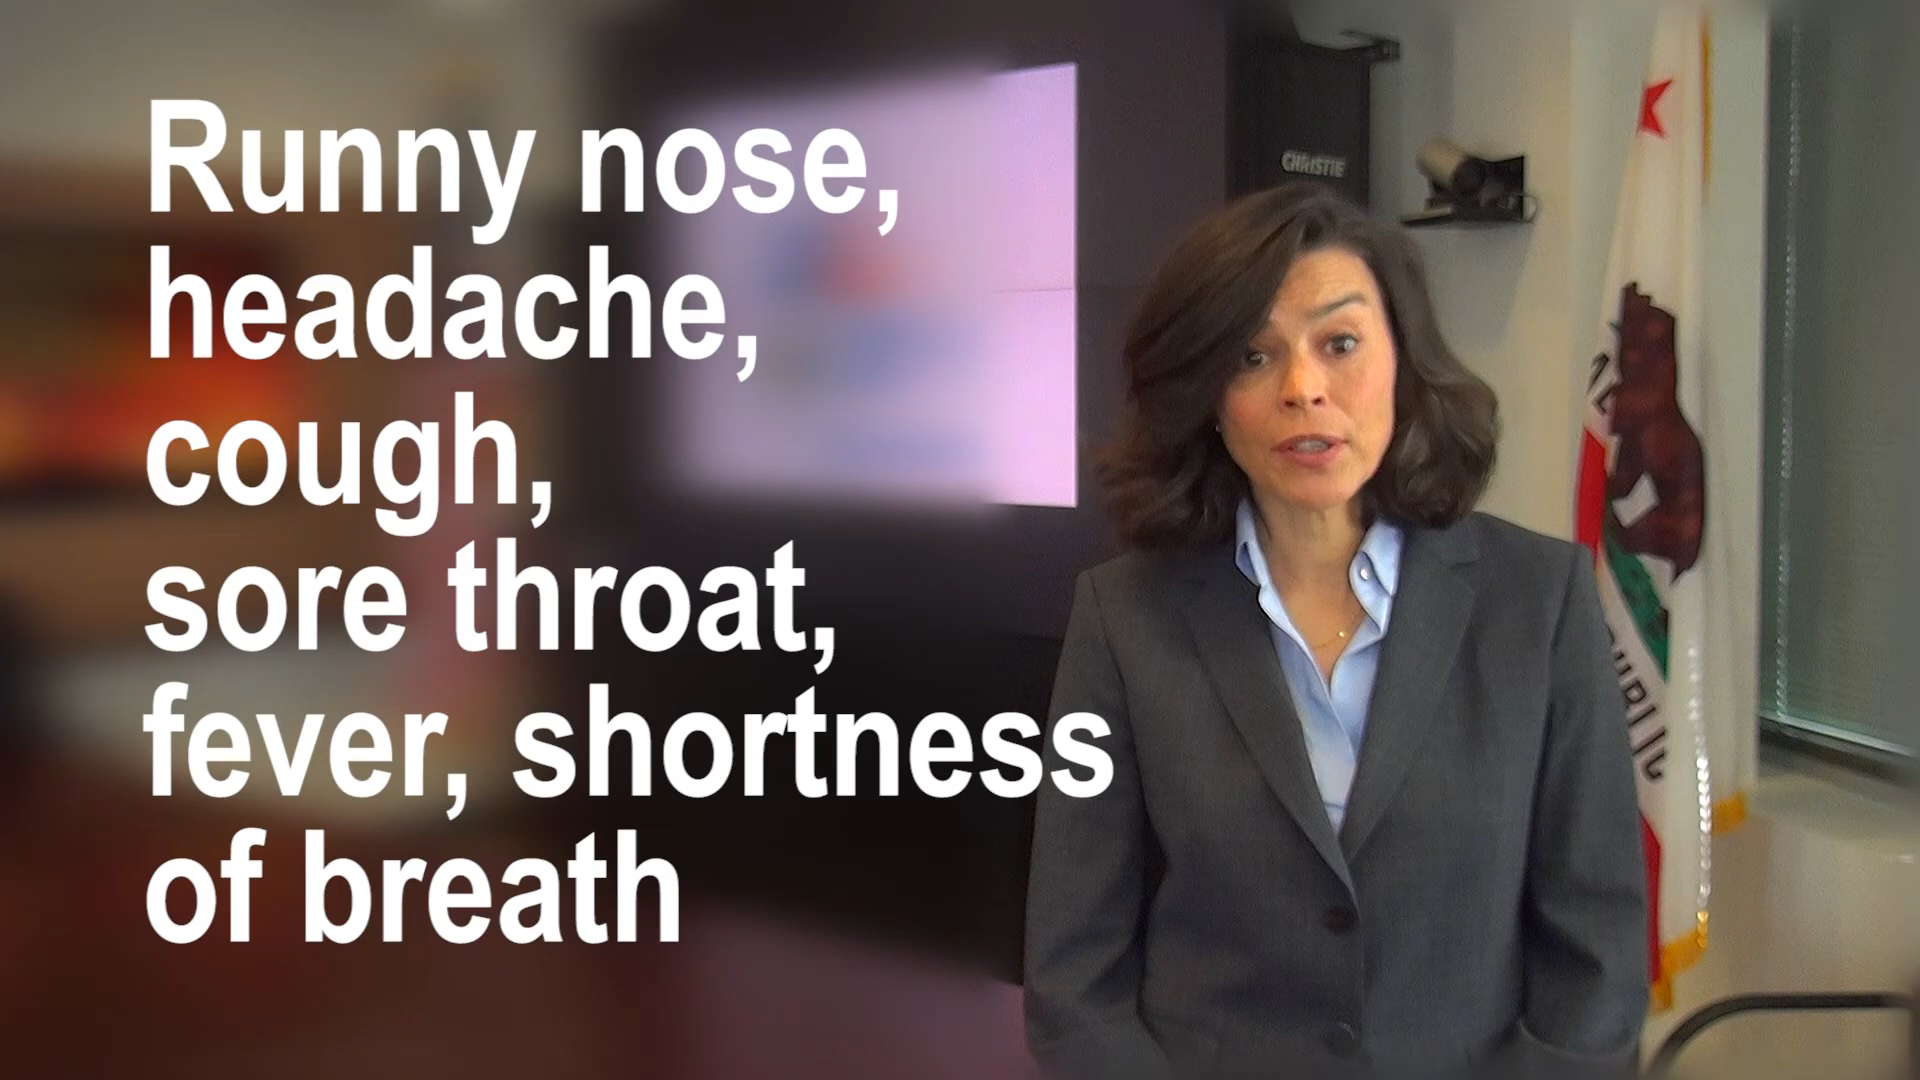 Runny nose,
headache,
cough,
sore throat,
fever, shortness
of breath
CHRISTIE